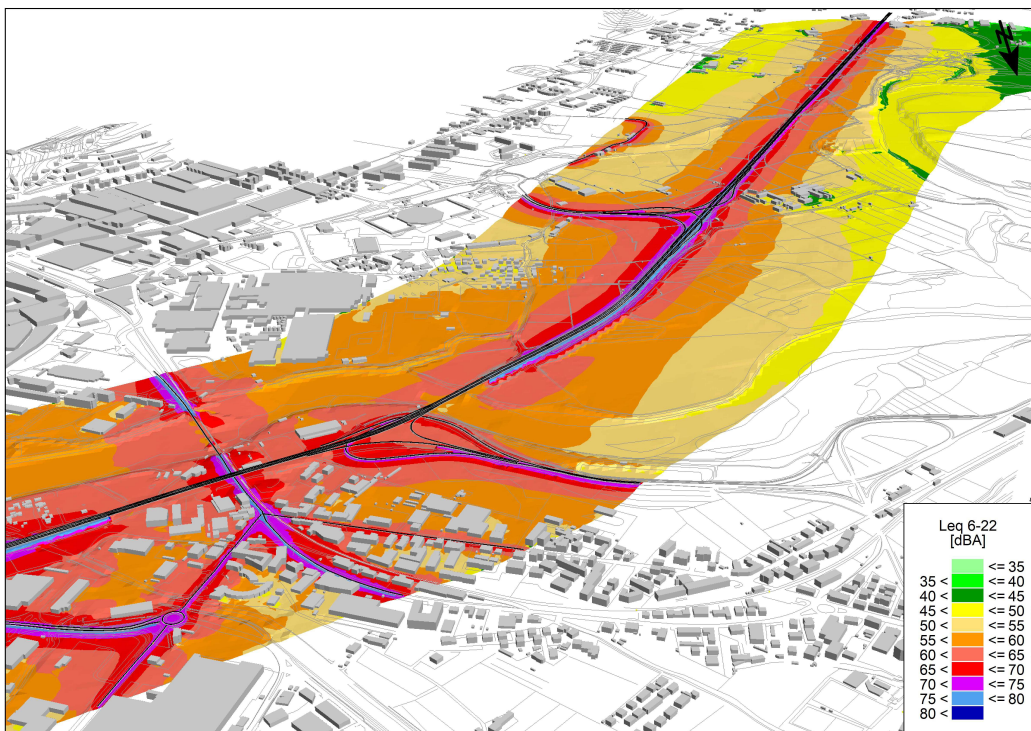 N
Leq 6-22
[dBA]
<= 35
35 < <= 40
40 < <= 45
45 < <= 50
50 < <= 55
55 < <= 60
60 < <= 65
65 < <= 70
70 < <= 75
75 < <= 80
80 <